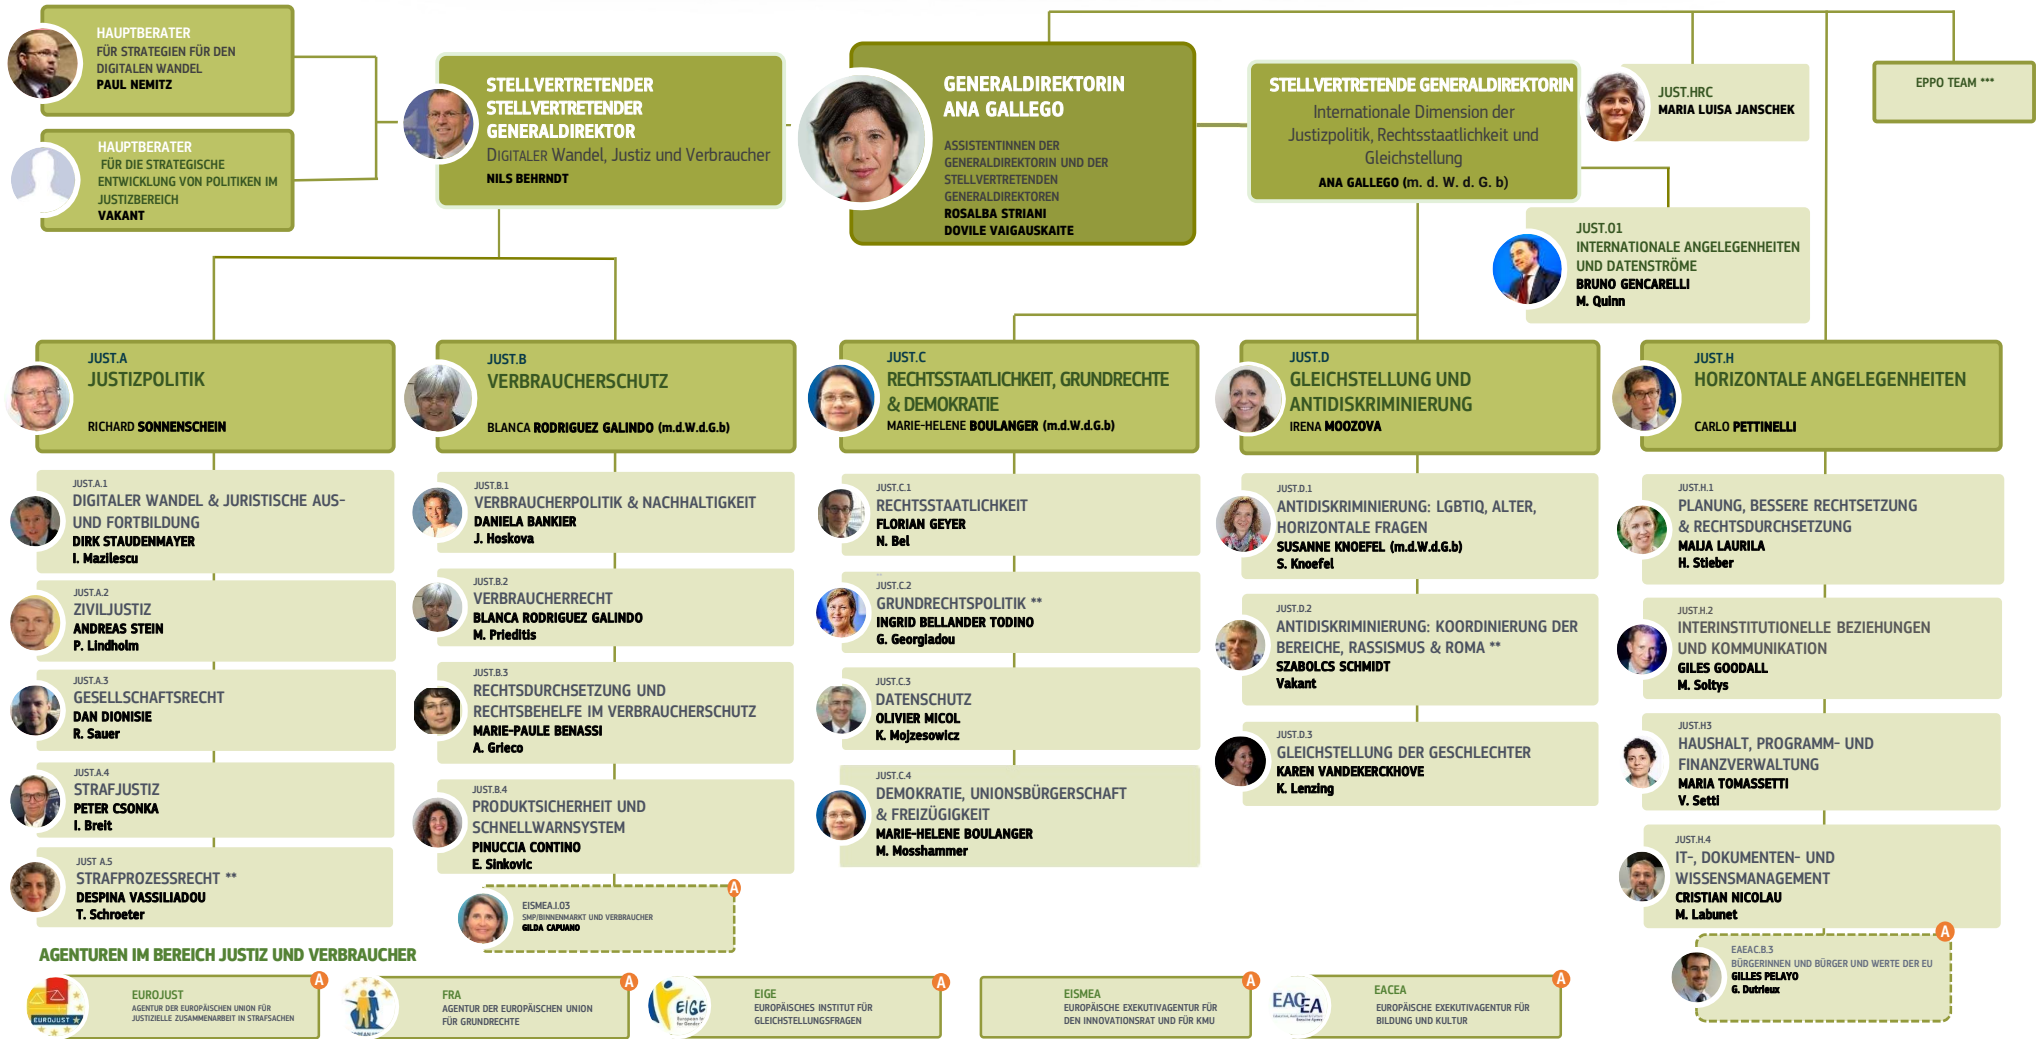 HAUPTBERATER
FÜR STRATEGIEN FÜR DEN
DIGITALEN WANDEL
PAUL NEMITZ
HAUPTBERATER
FÜR DIE STRATEGISCHE
ENTWICKLUNG VON POLITIKEN IM
JUSTIZBEREICH
VAKANT
STELLVERTRETENDER
STELLVERTRETENDER
GENERALDIREKTOR
DIGITALER Wandel, Justiz und Verbraucher
NILS BEHRNDT
GENERALDIREKTORIN
ANA GALLEGO
ASSISTENTINNEN DER
GENERALDIREKTORIN UND DER
STELLVERTRETENDEN
GENERALDIREKTOREN
ROSALBA STRIANI
DOVILE VAIGAUSKAITE
STELLVERTRETENDE GENERALDIREKTORIN
Internationale Dimension der
Justizpolitik, Rechtsstaatlichkeit und
Gleichstellung
ANA GALLEGO (m. d. W. d. G. b)
JUST.HRC
MARIA LUISA JANSCHEK
EPPO TEAM ***
JUST.01
INTERNATIONALE ANGELEGENHEITEN
UND DATENSTRÖME
BRUNO GENCARELLI
M. Quinn
JUST.A
JUSTIZPOLITIK
RICHARD SONNENSCHEIN
JUST.A.1
DIGITALER WANDEL & JURISTISCHE AUS-
UND FORTBILDUNG
DIRK STAUDENMAYER
I. Mazilescu
JUST.A.2
ZIVILJUSTIZ
ANDREAS STEIN
P. Lindholm
JUST.A.3
GESELLSCHAFTSRECHT
DAN DIONISIE
R. Sauer
JUST.A.4
STRAFJUSTIZ
PETER CSONKA
I. Breit
JUST A.5
STRAFPROZESSRECHT **
DESPINA VASSILIADOU
T. Schroeter
JUST.B
VERBRAUCHERSCHUTZ
BLANCA RODRIGUEZ GALINDO (m.d.W.d.G.b)
JUST.B.1
VERBRAUCHERPOLITIK & NACHHALTIGKEIT
DANIELA BANKIER
J. Hoskova
JUST.B.2
VERBRAUCHERRECHT
BLANCA RODRIGUEZ GALINDO
M. Prieditis
JUST.B.3
RECHTSDURCHSETZUNG UND
RECHTSBEHELFE IM VERBRAUCHERSCHUTZ
MARIE-PAULE BENASSI
A. Grieco
JUST.B.4
PRODUKTSICHERHEIT UND
SCHNELLWARNSYSTEM
PINUCCIA CONTINO
E. Sinkovic
A
EISMEA.I.03
SMP/BINNENMARKT UND VERBRAUCHER
GILDA CAPUANO
JUST.C
RECHTSSTAATLICHKEIT, GRUNDRECHTE
& DEMOKRATIE
MARIE-HELENE BOULANGER (m.d.W.d.G.b)
JUST.C.1
RECHTSSTAATLICHKEIT
FLORIAN GEYER
N. Bel
JUST.C.2
GRUNDRECHTSPOLITIK **
INGRID BELLANDER TODINO
G. Georgiadou
JUST.C.3
DATENSCHUTZ
OLIVIER MICOL
K. Mojzesowicz
JUST.C.4
DEMOKRATIE, UNIONSBÜRGERSCHAFT
& FREIZÜGIGKEIT
MARIE-HELENE BOULANGER
M. Mosshammer
JUST.D
GLEICHSTELLUNG UND
ANTIDISKRIMINIERUNG
IRENA MOOZOVA
JUST.D.1
ANTIDISKRIMINIERUNG: LGBTIQ, ALTER,
HORIZONTALE FRAGEN
SUSANNE KNOEFEL (m.d.W.d.G.b)
S. Knoefel
JUST.D.2
ANTIDISKRIMINIERUNG: KOORDINIERUNG DER
BEREICHE, RASSISMUS & ROMA **
SZABOLCS SCHMIDT
Vakant
JUST.D.3
GLEICHSTELLUNG DER GESCHLECHTER
KAREN VANDEKERCKHOVE
K. Lenzing
JUST.H
HORIZONTALE ANGELEGENHEITEN
CARLO PETTINELLI
JUST.H.1
PLANUNG, BESSERE RECHTSETZUNG
& RECHTSDURCHSETZUNG
MAIJA LAURILA
H. Stieber
JUST.H.2
INTERINSTITUTIONELLE BEZIEHUNGEN
UND KOMMUNIKATION
GILES GOODALL
M. Soltys
JUST.H3
HAUSHALT, PROGRAMM- UND
FINANZVERWALTUNG
MARIA TOMASSETTI
V. Setti
JUST.H.4
IT-, DOKUMENTEN- UND
WISSENSMANAGEMENT
CRISTIAN NICOLAU
M. Labunet
A
EAEAC.B.3
BÜRGERINNEN UND BÜRGER UND WERTE DER EU
GILLES PELAYO
G. Dutrieux
AGENTUREN IM BEREICH JUSTIZ UND VERBRAUCHER
A
EUROJUST
EUROJUST
AGENTUR DER EUROPÄISCHEN UNION FÜR
JUSTIZIELLE ZUSAMMENARBEIT IN STRAFSACHEN
A
FRA
AGENTUR DER EUROPÄISCHEN UNION
FÜR GRUNDRECHTE
A
EIGE
EIGE
EUROPÄISCHES INSTITUT FÜR
GLEICHSTELLUNGSFRAGEN
A
EISMEA
EUROPÄISCHE EXEKUTIVAGENTUR FÜR
DEN INNOVATIONSRAT UND FÜR KMU
A
EACEA
EACEA
EUROPÄISCHE EXEKUTIVAGENTUR FÜR
BILDUNG UND KULTUR